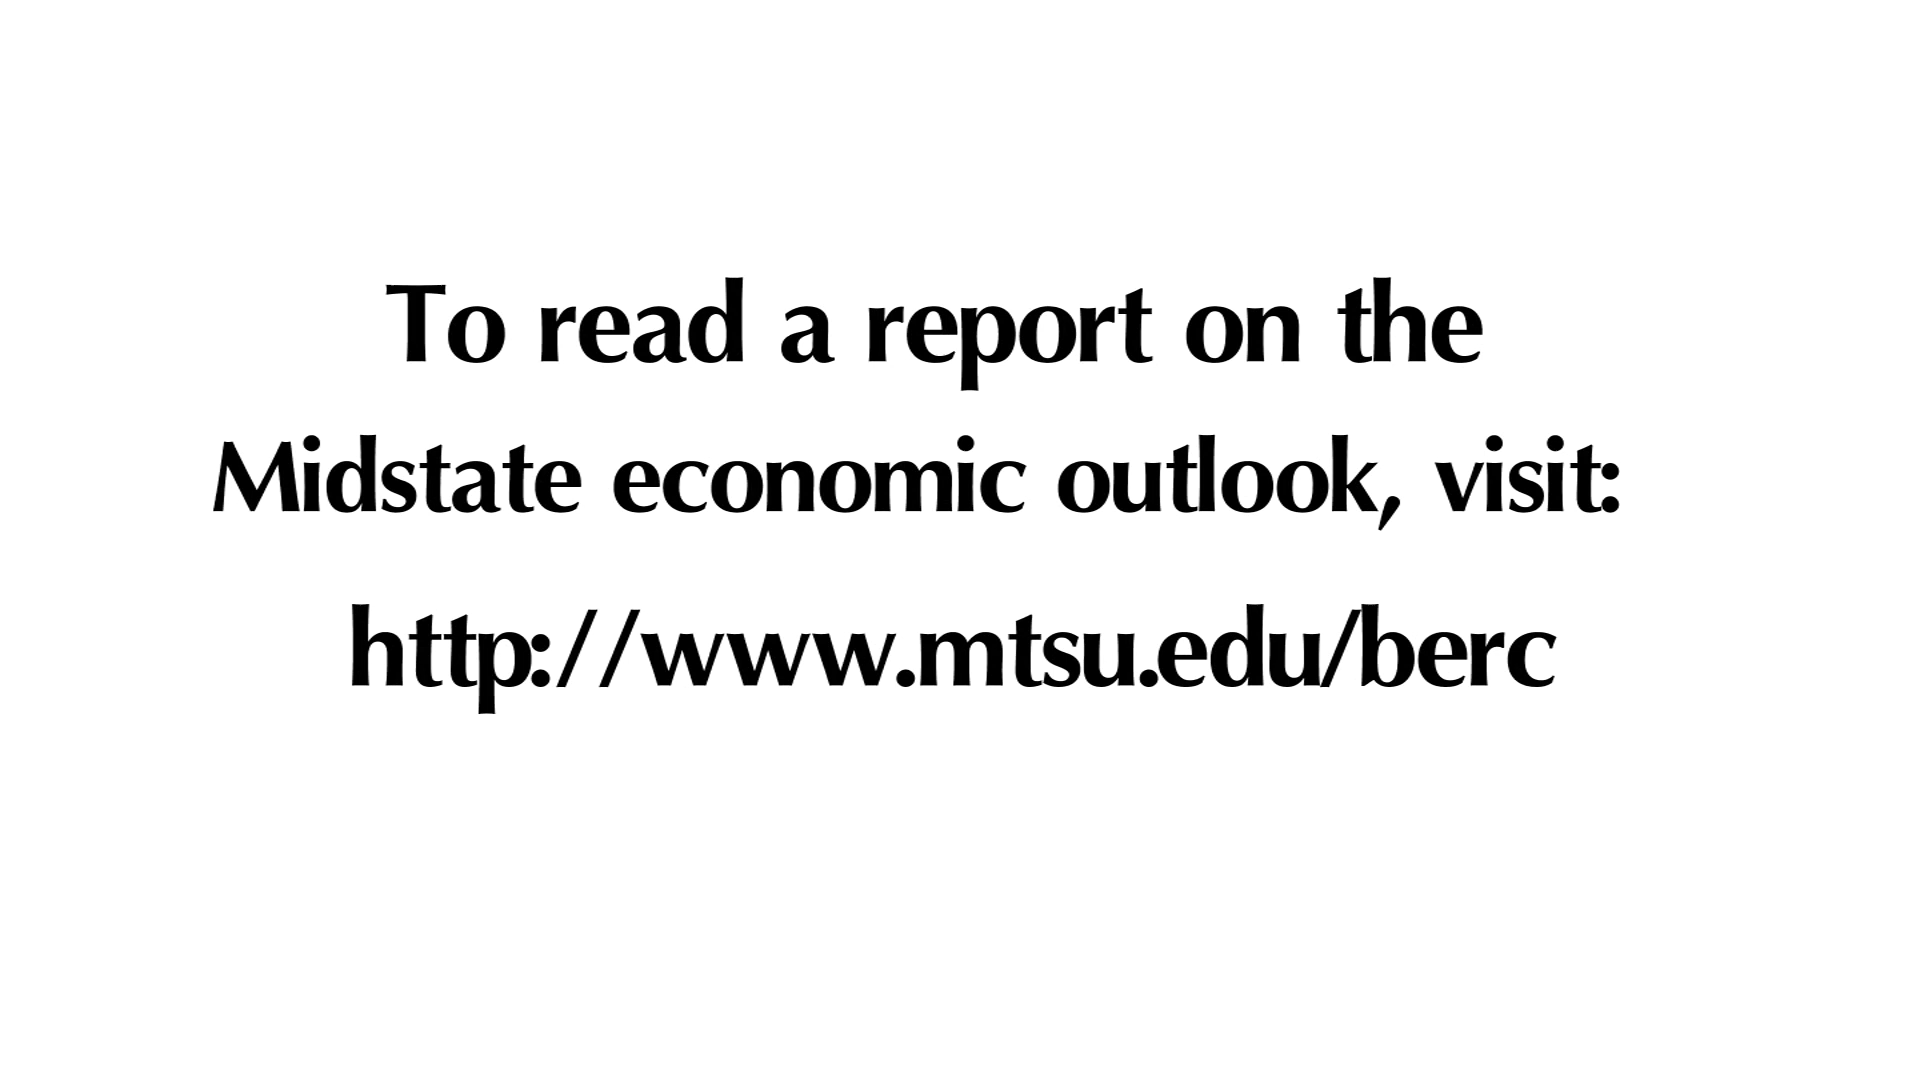 To read a report on the
Midstate economic outlook, visit:
http://www.mtsu.edu/berc